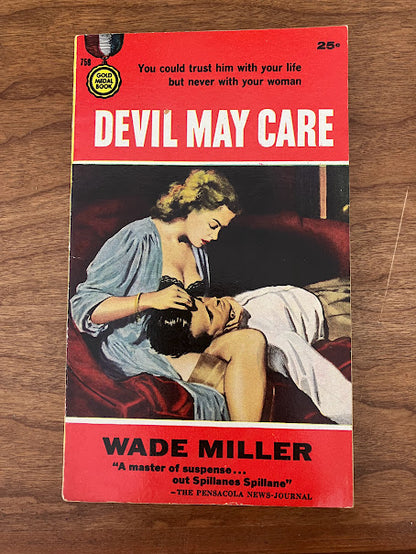 758
GOLD
MEDAL
BOOK
25¢
You could trust him with your life
but never with your woman
DEVIL MAY CARE
WADE MILLER
"A master of suspense...
out Spillanes Spillane"
—THE PENSACOLA NEWS-JOURNAL